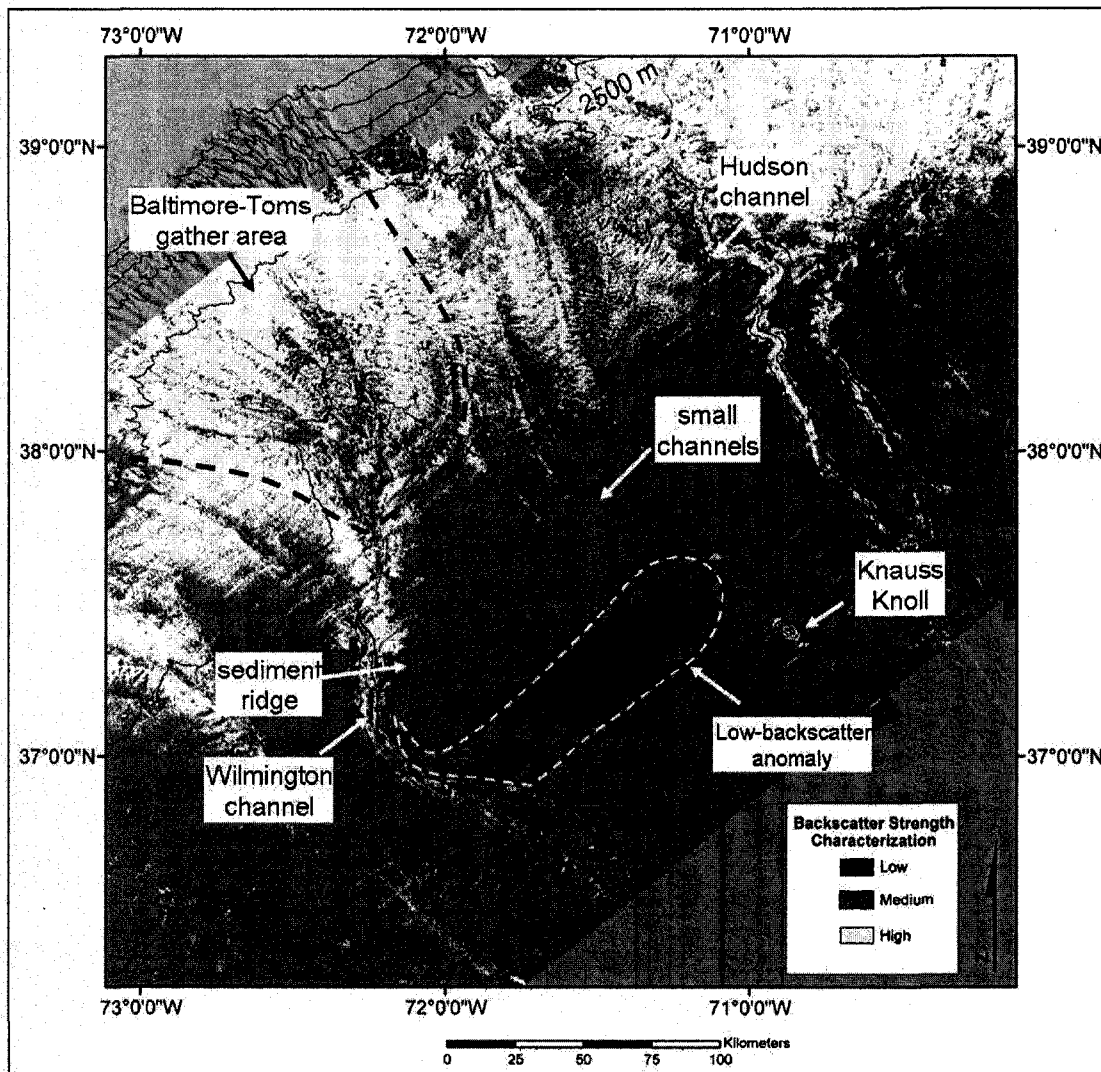 73°0'0"W
72°0'0"W
71°0'0"W
2500 m
39°0'0"N
39°0'0"N
Hudson
channel
Baltimore-Toms
gather area
small
channels
38°0'0"N
38°0'0"N
Knauss
Knoll
sediment
ridge
Low-backscatter
anomaly
37°0'0"N
37°0'0"N
Wilmington
channel
Backscatter Strength
Characterization
Low
Medium
High
73°0'0"W
72°0'0"W
71°0'0"W
Kilometers
0 25 50 75 100